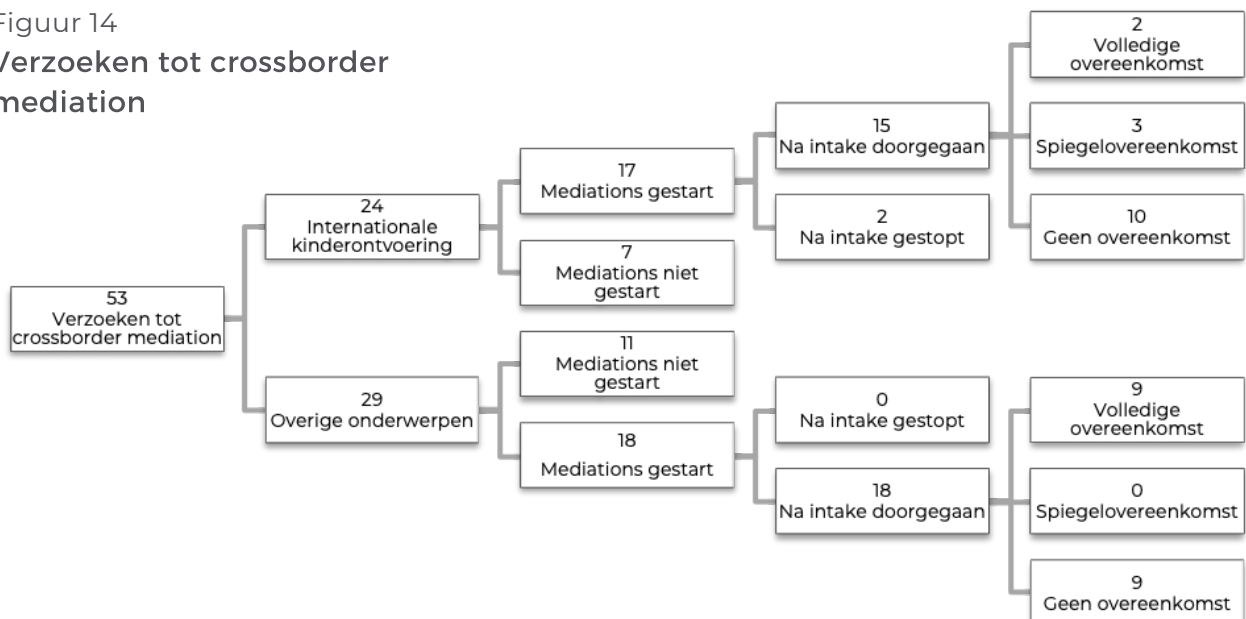 Figuur 14
Verzoeken tot crossborder
mediation
53
Verzoeken tot
crossborder mediation
24
Internationale
kinderontvoering
17
Mediations gestart
15
Na intake doorgegaan
2
Volledige
overeenkomst
3
Spiegelovereenkomst
10
Geen overeenkomst
2
Na intake gestopt
7
Mediations niet
gestart
29
Overige onderwerpen
11
Mediations niet
gestart
18
Mediations gestart
0
Na intake gestopt
18
Na intake doorgegaan
9
Volledige
overeenkomst
0
Spiegelovereenkomst
9
Geen overeenkomst